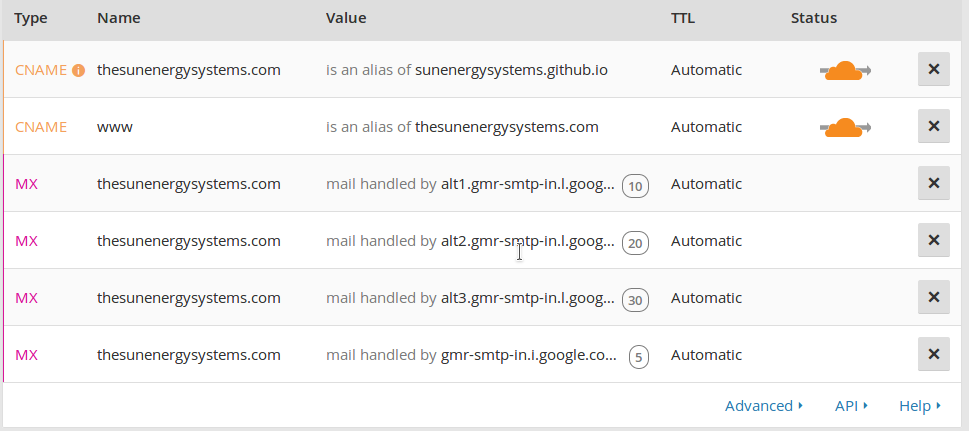 Type Name Value TTL Status
CNAME thesunenergysystems.com is an alias of sunenergysystems.github.io Automatic
CNAME www is an alias of thesunenergysystems.com Automatic
MX thesunenergysystems.com mail handled by alt1.gmr-smtp-in.l.goog... 10 Automatic
MX thesunenergysystems.com mail handled by alt2.gmr-smtp-in.l.goog... 20 Automatic
MX thesunenergysystems.com mail handled by alt3.gmr-smtp-in.l.goog... 30 Automatic
MX thesunenergysystems.com mail handled by gmr-smtp-in.i.google.co... 5 Automatic
Advanced API Help